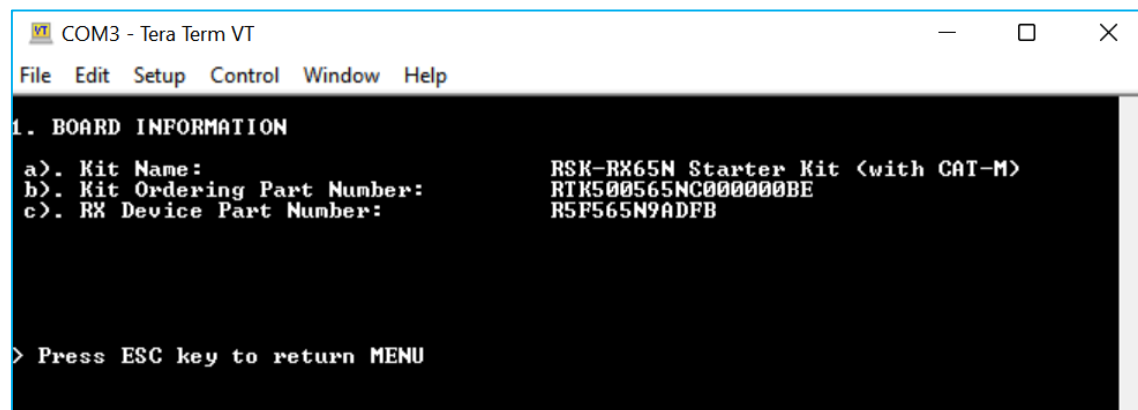 COM3 - Tera Term VT
File Edit Setup Control Window Help
1. BOARD INFORMATION
a). Kit Name: RSK-RX65N Starter Kit (with CAT-M)
b). Kit Ordering Part Number: RTK500565NC000000BE
c). RX Device Part Number: R5F565N9ADFB
> Press ESC key to return MENU